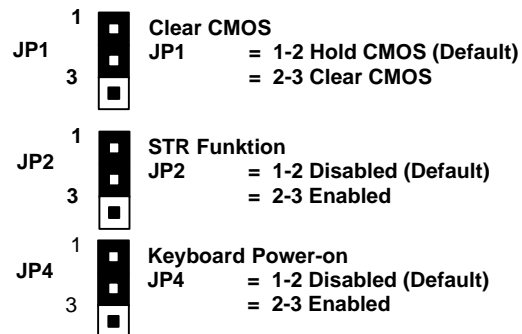 1 Clear CMOS
JP1 JP1 = 1-2 Hold CMOS (Default)
3 = 2-3 Clear CMOS
1 STR Funktion
JP2 JP2 = 1-2 Disabled (Default)
3 = 2-3 Enabled
1 Keyboard Power-on
JP4 JP4 = 1-2 Disabled (Default)
3 = 2-3 Enabled